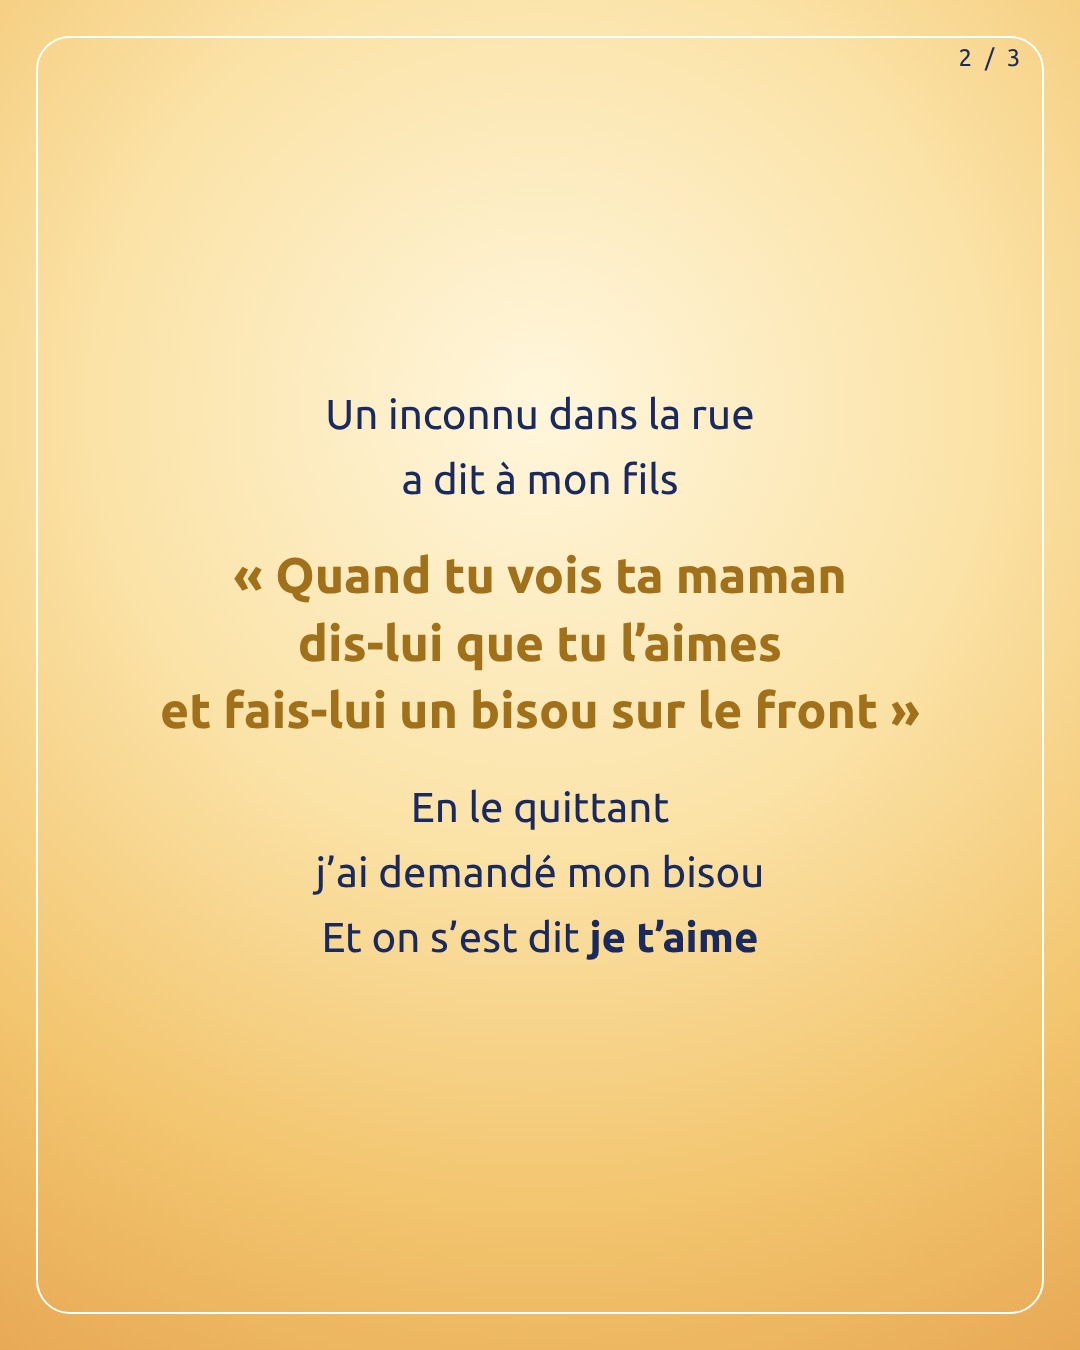 2 / 3
Un inconnu dans la rue
a dit à mon fils
« Quand tu vois ta maman
dis-lui que tu l’aimes
et fais-lui un bisou sur le front »
En le quittant
j’ai demandé mon bisou
Et on s’est dit je t’aime